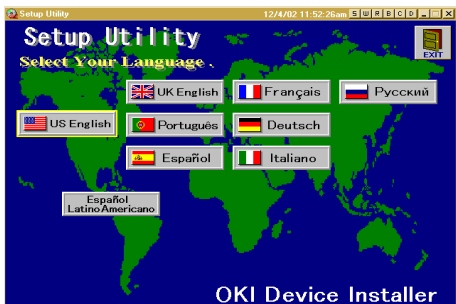 Setup Utility
12/4/02 11:52:26am S W R B C D
Setup Utility
EXIT
Select Your Language .
UK English
Français
Русский
US English
Português
Deutsch
Español
Italiano
Español
Latino Americano
OKI Device Installer